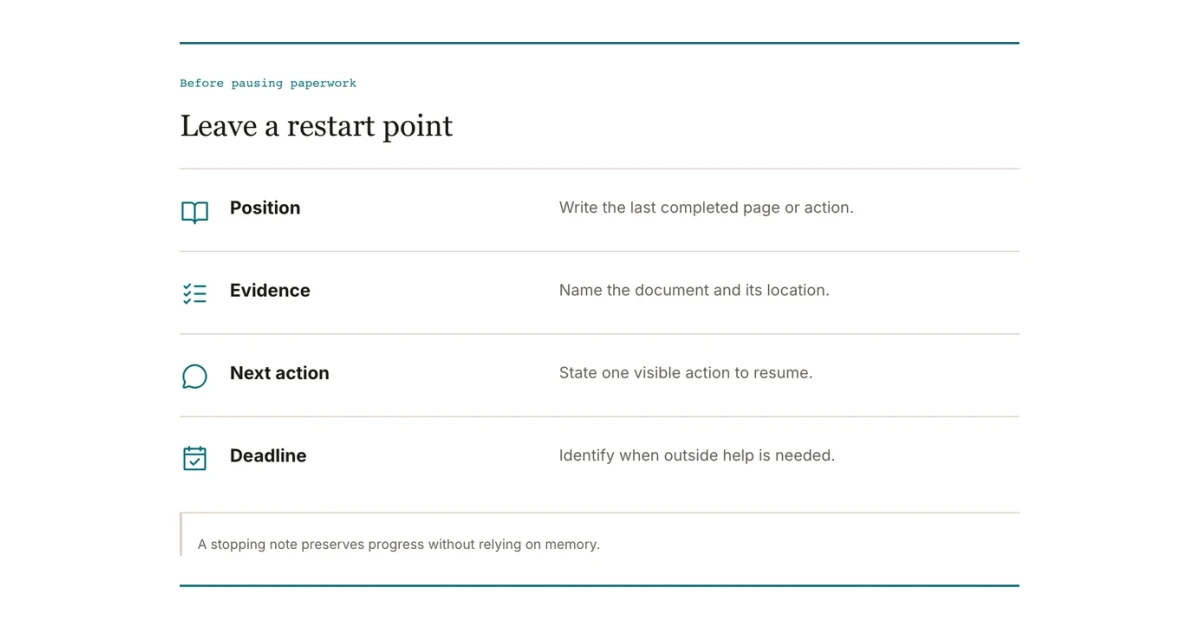 Before pausing paperwork
Leave a restart point
Position
Write the last completed page or action.
Evidence
Name the document and its location.
Next action
State one visible action to resume.
Deadline
Identify when outside help is needed.
A stopping note preserves progress without relying on memory.